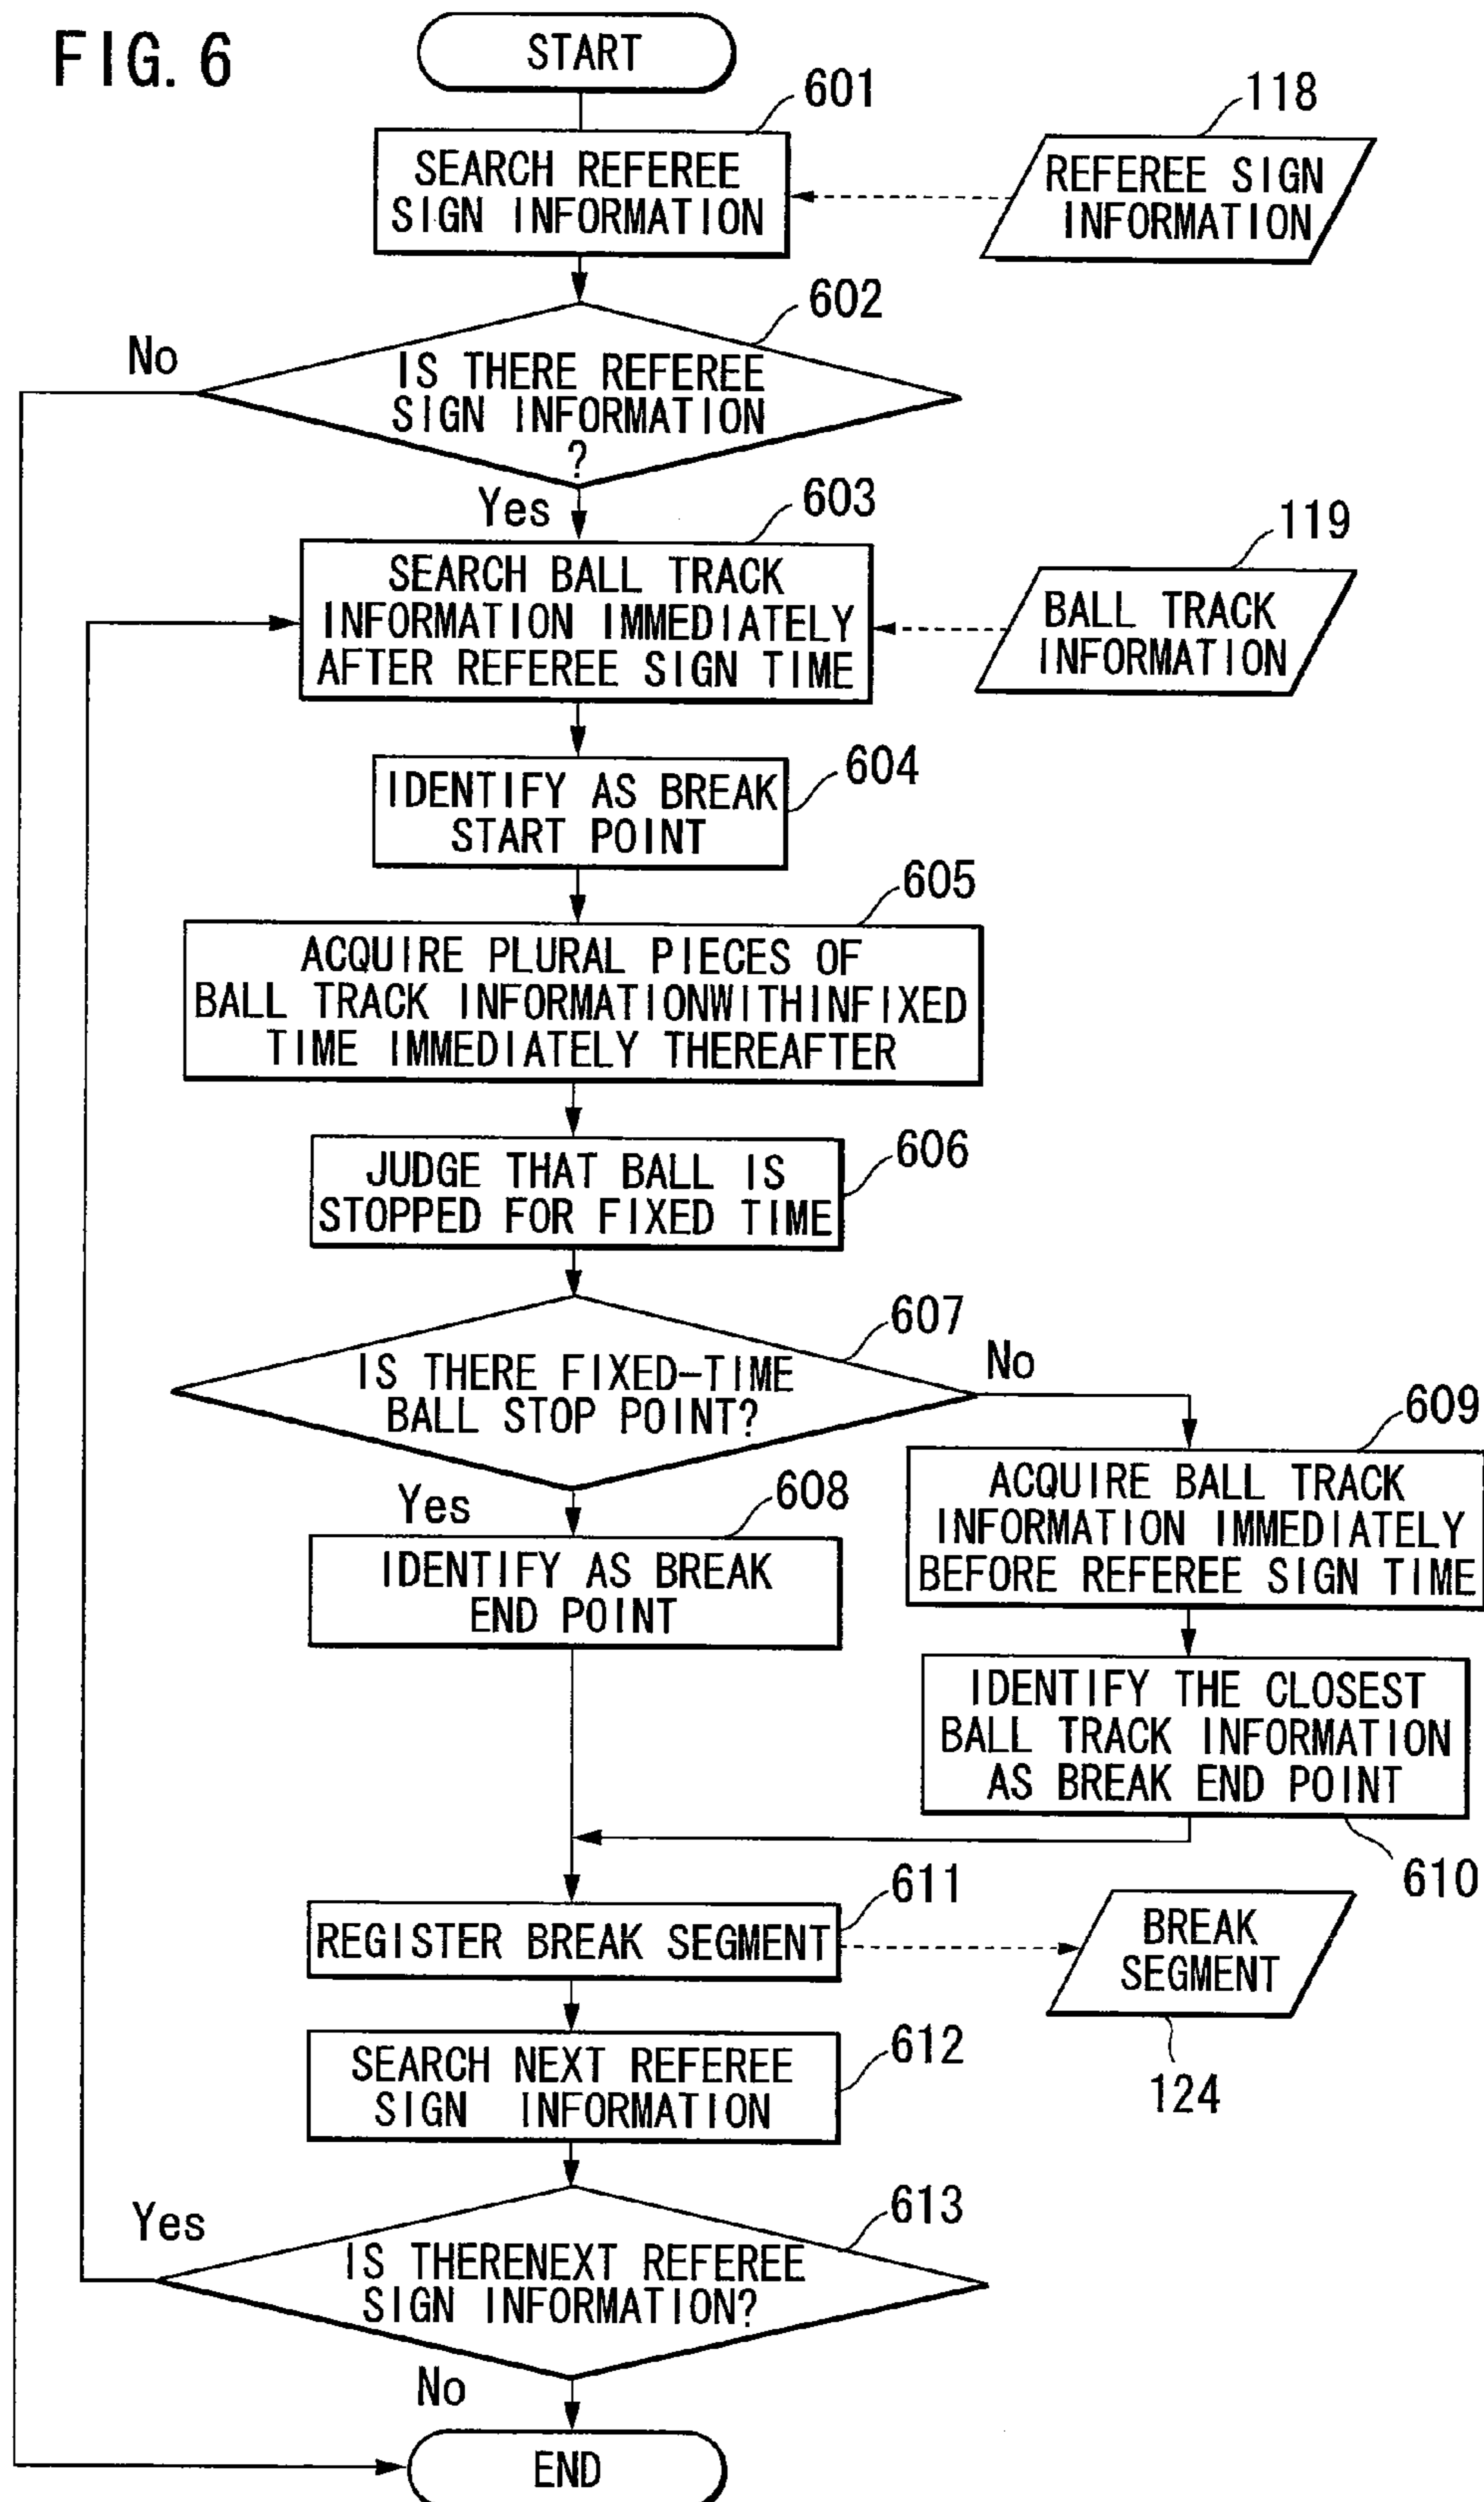 FIG. 6
START
601
SEARCH REFEREE
SIGN INFORMATION
118
REFEREE SIGN
INFORMATION
602
No
IS THERE REFEREE
SIGN INFORMATION
?
Yes
603
SEARCH BALL TRACK
INFORMATION IMMEDIATELY
AFTER REFEREE SIGN TIME
119
BALL TRACK
INFORMATION
604
IDENTIFY AS BREAK
START POINT
605
ACQUIRE PLURAL PIECES OF
BALL TRACK INFORMATIONWITHINFIXED
TIME IMMEDIATELY THEREAFTER
606
JUDGE THAT BALL IS
STOPPED FOR FIXED TIME
607
IS THERE FIXED-TIME
BALL STOP POINT?
No
Yes
608
IDENTIFY AS BREAK
END POINT
609
ACQUIRE BALL TRACK
INFORMATION IMMEDIATELY
BEFORE REFEREE SIGN TIME
IDENTIFY THE CLOSEST
BALL TRACK INFORMATION
AS BREAK END POINT
610
611
REGISTER BREAK SEGMENT
BREAK
SEGMENT
124
612
SEARCH NEXT REFEREE
SIGN INFORMATION
613
Yes
IS THERENEXT REFEREE
SIGN INFORMATION?
No
END